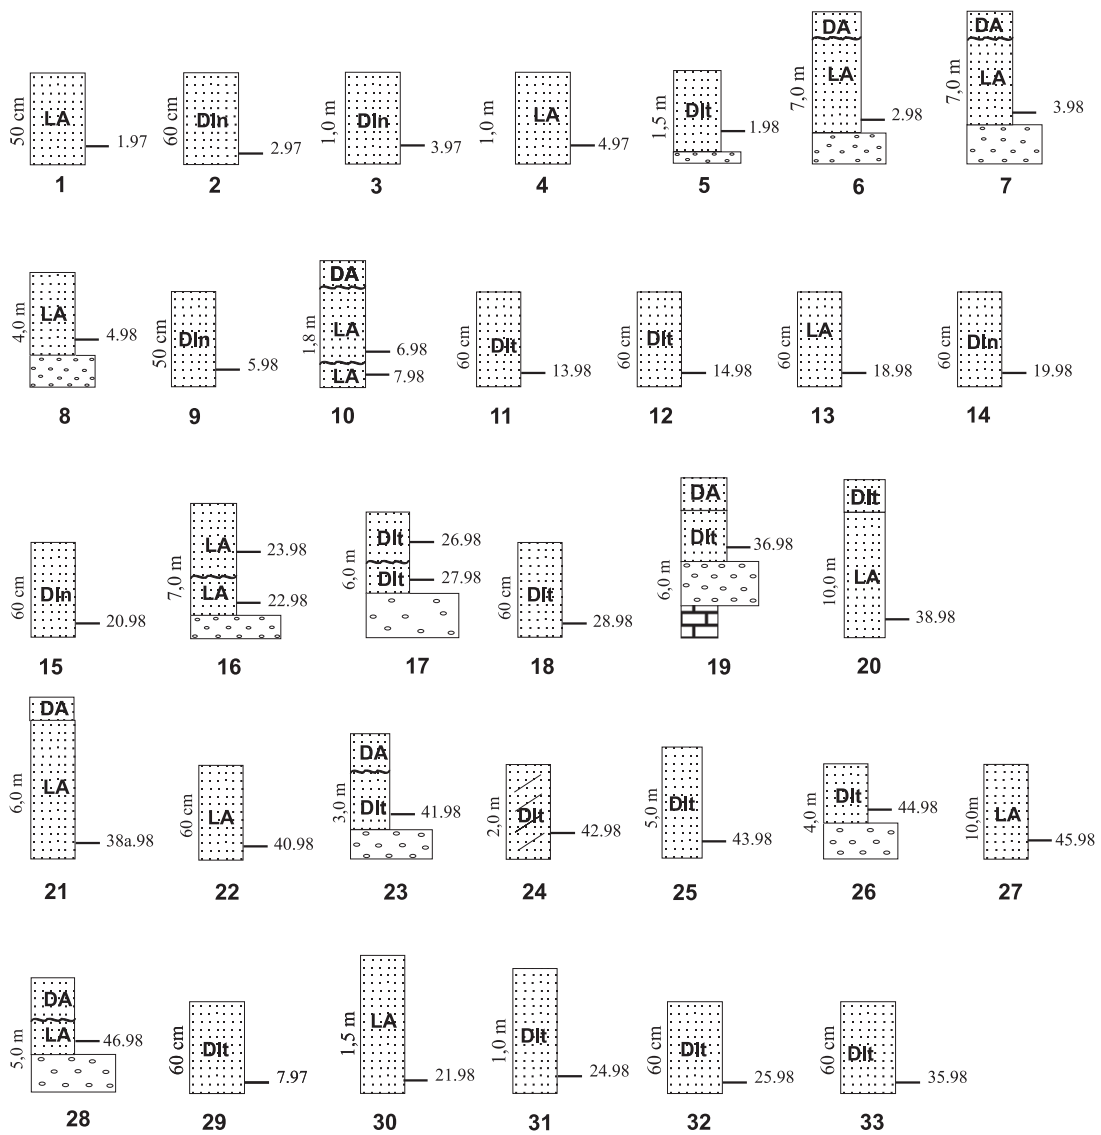 50 cm LA 1.97
60 cm DIn 2.97
1,0 m DIn 3.97
1,0 m LA 4.97
1,5 m DIt 1.98
DA 7,0 m LA 2.98
DA 7,0 m LA 3.98
1 2 3 4 5 6 7
4,0 m LA 4.98
50 cm DIn 5.98
DA 1,8 m LA 6.98 LA 7.98
60 cm DIt 13.98
60 cm DIt 14.98
60 cm LA 18.98
60 cm DIn 19.98
8 9 10 11 12 13 14
60 cm DIn 20.98
7,0 m LA 23.98 LA 22.98
6,0 m DIt 26.98 DIt 27.98
60 cm DIt 28.98
DA DIt 36.98 6,0 m
DIt 10,0 m LA 38.98
15 16 17 18 19 20
DA 6,0 m LA 38a.98
60 cm LA 40.98
DA 3,0 m DIt 41.98
2,0 m DIt 42.98
5,0 m DIt 43.98
4,0 m DIt 44.98
10,0m LA 45.98
21 22 23 24 25 26 27
DA LA 46.98 5,0 m
60 cm DIt 7.97
1,5 m LA 21.98
1,0 m DIt 24.98
60 cm DIt 25.98
60 cm DIt 35.98
28 29 30 31 32 33